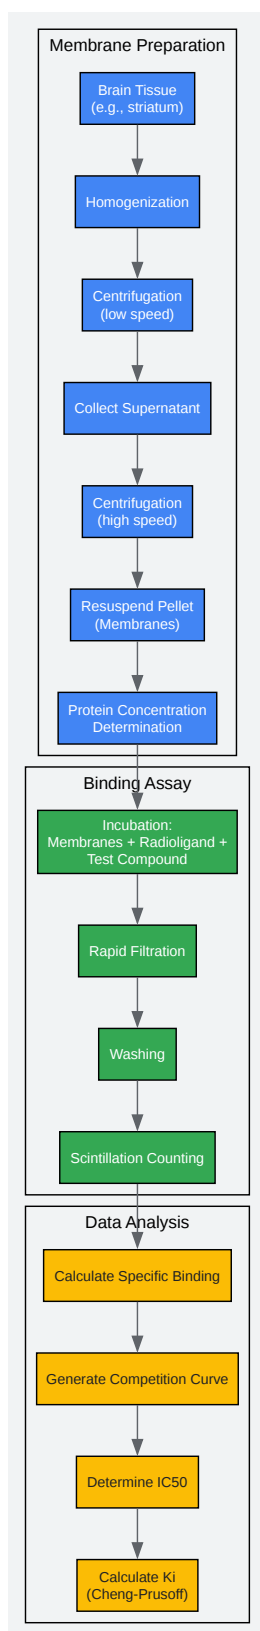 Membrane Preparation
Brain Tissue
(e.g., striatum)
Homogenization
Centrifugation
(low speed)
Collect Supernatant
Centrifugation
(high speed)
Resuspend Pellet
(Membranes)
Protein Concentration
Determination
Binding Assay
Incubation:
Membranes + Radioligand +
Test Compound
Rapid Filtration
Washing
Scintillation Counting
Data Analysis
Calculate Specific Binding
Generate Competition Curve
Determine IC50
Calculate Ki
(Cheng-Prusoff)